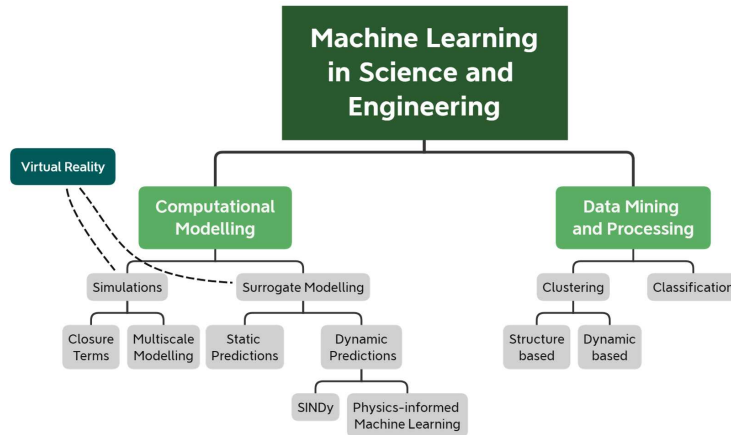 Machine Learning
in Science and
Engineering
Virtual Reality
Computational
Modelling
Data Mining
and Processing
Simulations
Surrogate Modelling
Clustering
Classification
Closure
Terms
Multiscale
Modelling
Static
Predictions
Dynamic
Predictions
Structure
based
Dynamic
based
SINDy
Physics-informed
Machine Learning